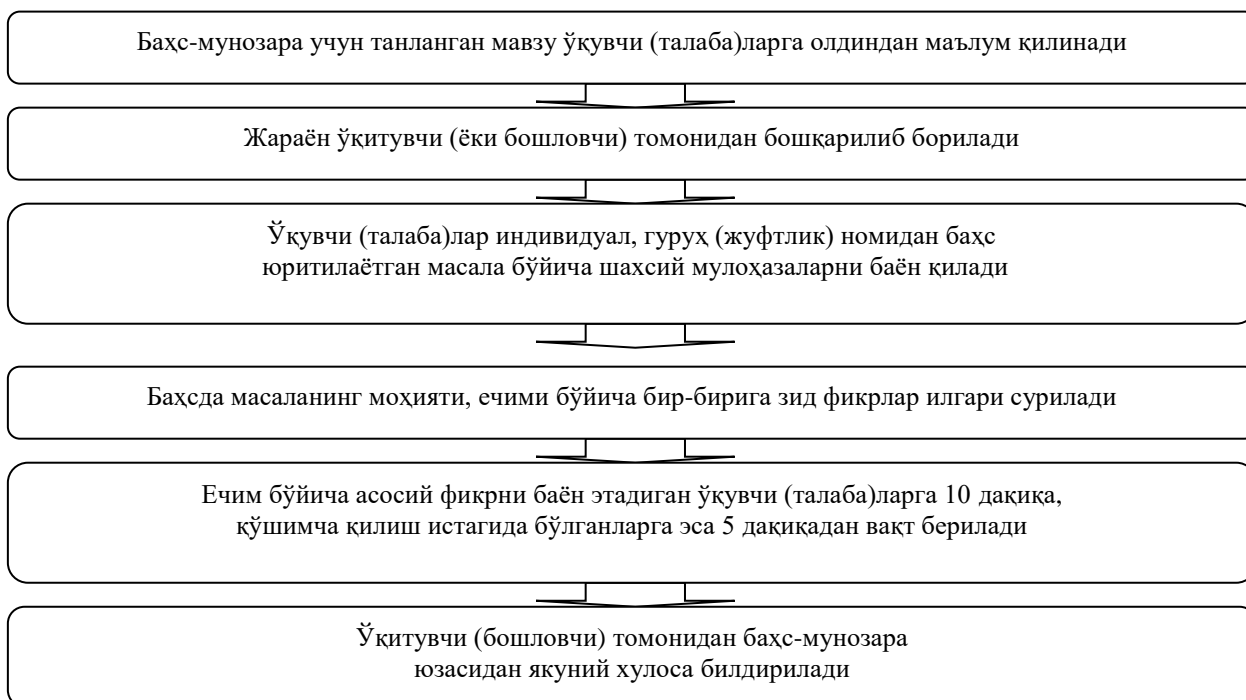 Баҳс-мунозара учун танланган мавзу ўқувчи (талаба)ларга олдиндан маълум қилинади
Жараён ўқитувчи (ёки бошловчи) томонидан бошқарилиб борилади
Ўқувчи (талаба)лар индивидуал, гуруҳ (жуфтлик) номидан баҳс
юритилаётган масала бўйича шахсий мулоҳазаларни баён қилади
Баҳсда масаланинг моҳияти, ечими бўйича бир-бирига зид фикрлар илгари сурилади
Ечим бўйича асосий фикрни баён этадиган ўқувчи (талаба)ларга 10 дақиқа,
қўшимча қилиш истагида бўлганларга эса 5 дақиқадан вақт берилади
Ўқитувчи (бошловчи) томонидан баҳс-мунозара
юзасидан якуний хулоса билдирилади